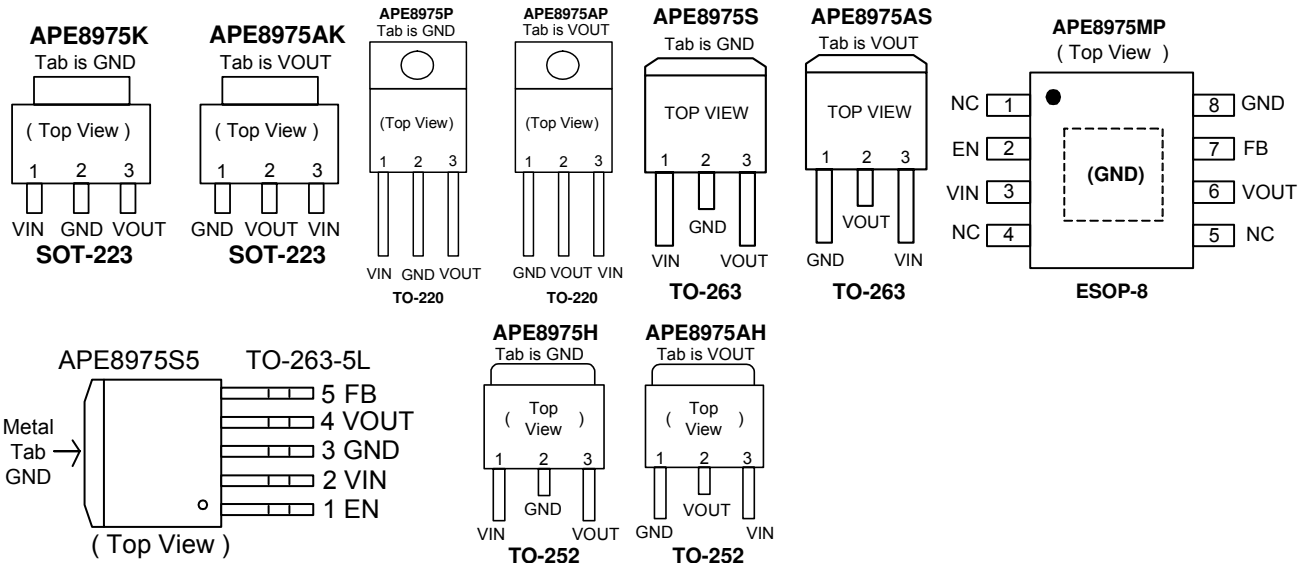 APE8975K
Tab is GND
( Top View )
1 2 3
VIN GND VOUT
SOT-223
APE8975AK
Tab is VOUT
( Top View )
1 2 3
GND VOUT VIN
SOT-223
APE8975P
Tab is GND
(Top View)
1 2 3
VIN GND VOUT
TO-220
APE8975AP
Tab is VOUT
(Top View)
1 2 3
GND VOUT VIN
TO-220
APE8975S
Tab is GND
TOP VIEW
1 2 3
GND
VIN VOUT
TO-263
APE8975AS
Tab is VOUT
TOP VIEW
1 2 3
VOUT
GND VIN
TO-263
APE8975MP
( Top View )
NC 1 8 GND
EN 2 7 FB
(GND)
VIN 3 6 VOUT
NC 4 5 NC
ESOP-8
APE8975S5 TO-263-5L
5 FB
4 VOUT
3 GND
2 VIN
1 EN
Metal
Tab
GND
( Top View )
APE8975H
Tab is GND
( Top
View )
1 2 3
GND
VIN VOUT
TO-252
APE8975AH
Tab is VOUT
( Top
View )
1 2 3
VOUT
GND VIN
TO-252